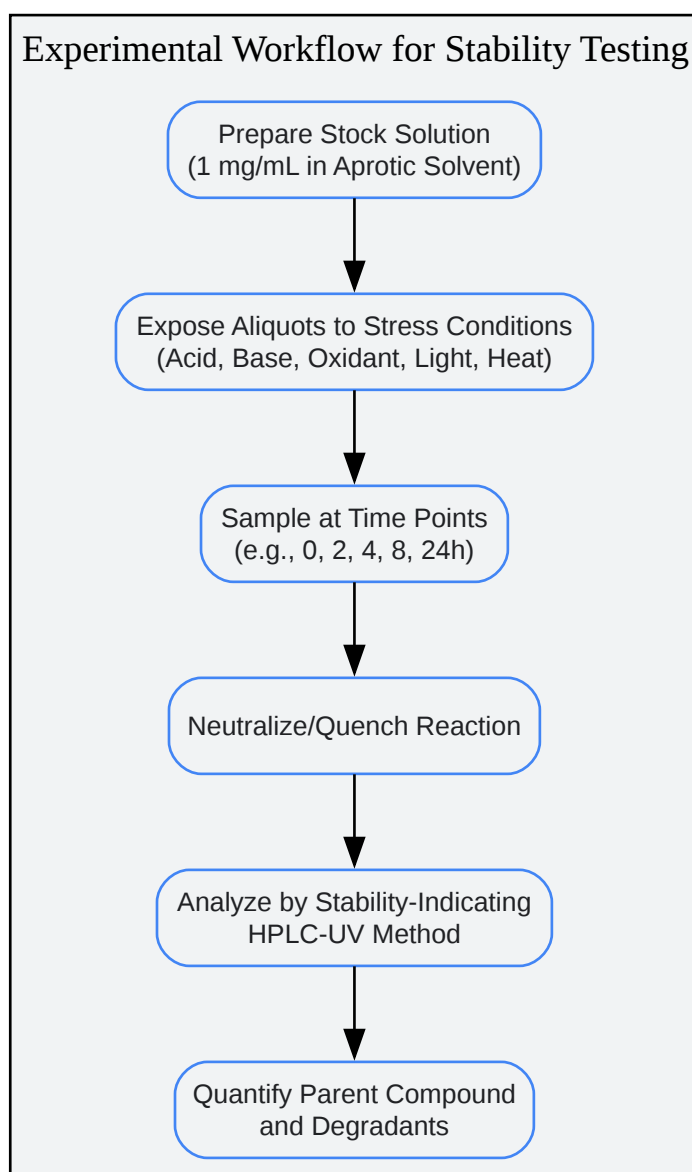 Experimental Workflow for Stability Testing
Prepare Stock Solution
(1 mg/mL in Aprotic Solvent)
Expose Aliquots to Stress Conditions
(Acid, Base, Oxidant, Light, Heat)
Sample at Time Points
(e.g., 0, 2, 4, 8, 24h)
Neutralize/Quench Reaction
Analyze by Stability-Indicating
HPLC-UV Method
Quantify Parent Compound
and Degradants